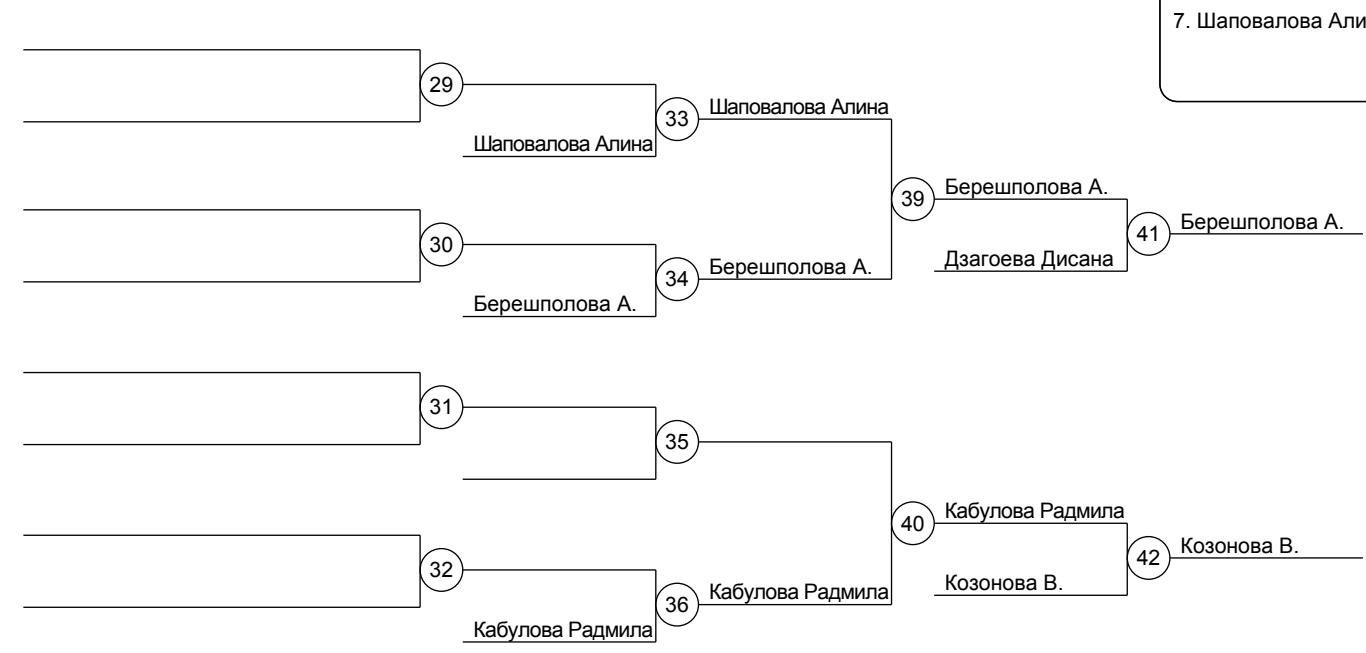 7. Шаповалова Али
29
33
Шаповалова Алина
Шаповалова Алина
39
Берешполова А.
41
Берешполова А.
30
34
Берешполова А.
Дзагоева Дисана
Берешполова А.
31
35
40
Кабулова Радмила
42
Козонова В.
32
36
Кабулова Радмила
Козонова В.
Кабулова Радмила